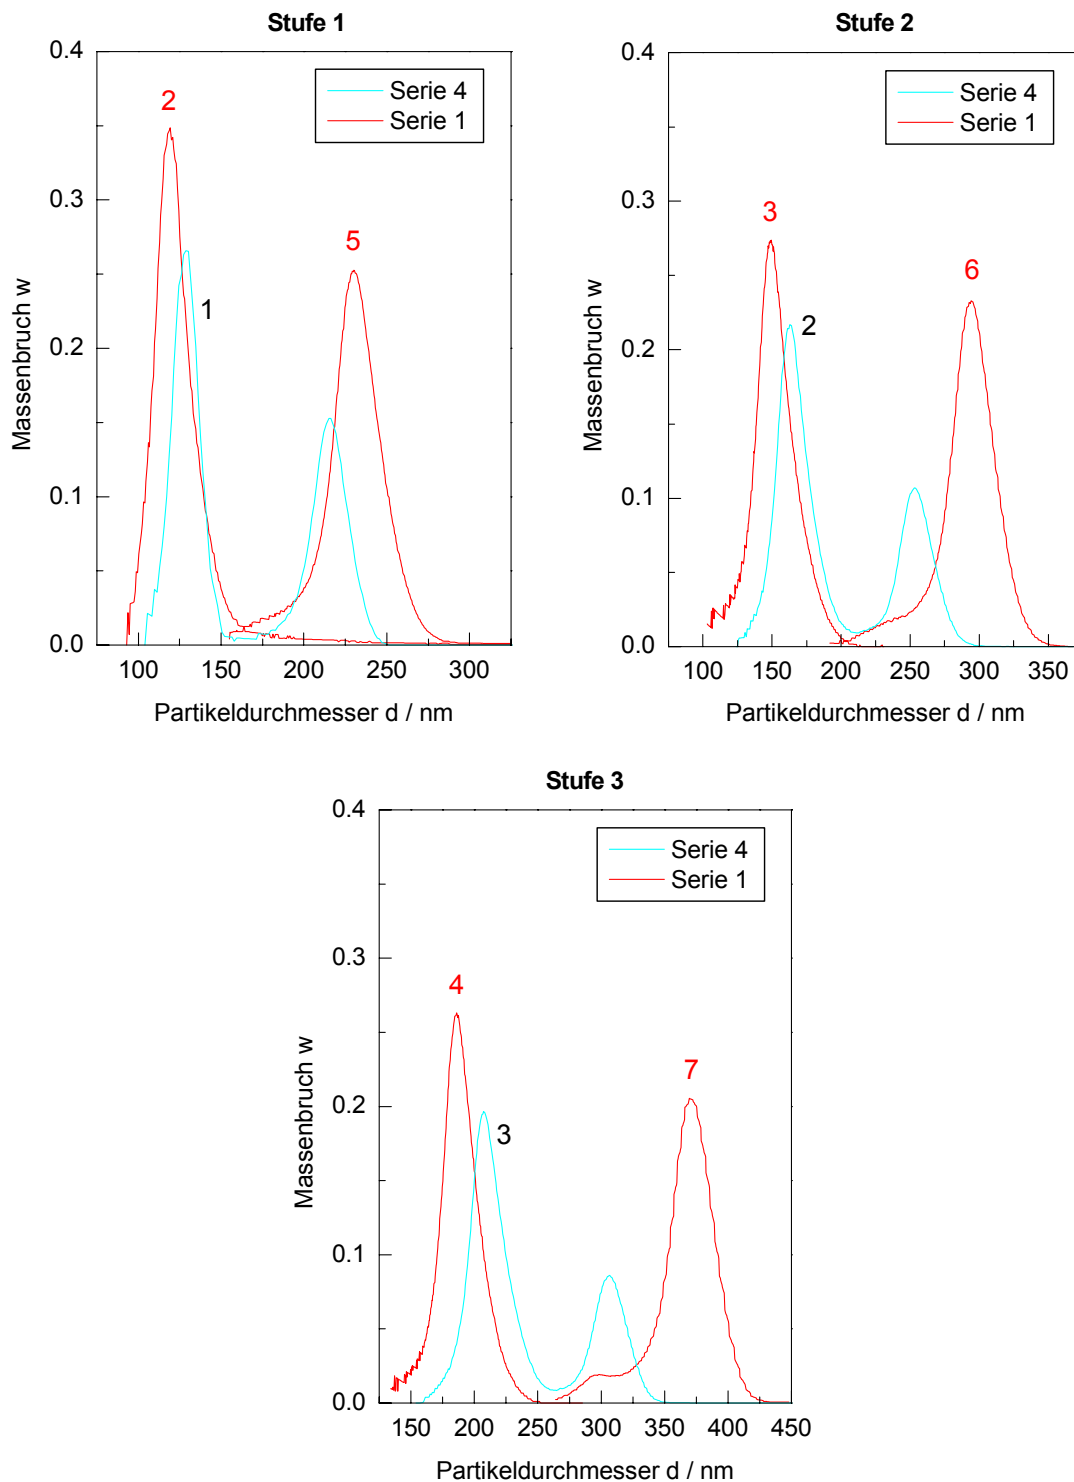 Stufe 1
0.4
0.3
0.2
0.1
0.0
Massenbruch w
Serie 4
Serie 1
2
1
5
100 150 200 250 300
Partikeldurchmesser d / nm
Stufe 2
0.4
0.3
0.2
0.1
0.0
Massenbruch w
Serie 4
Serie 1
3
2
6
100 150 200 250 300 350
Partikeldurchmesser d / nm
Stufe 3
0.4
0.3
0.2
0.1
0.0
Massenbruch w
Serie 4
Serie 1
4
3
7
150 200 250 300 350 400 450
Partikeldurchmesser d / nm